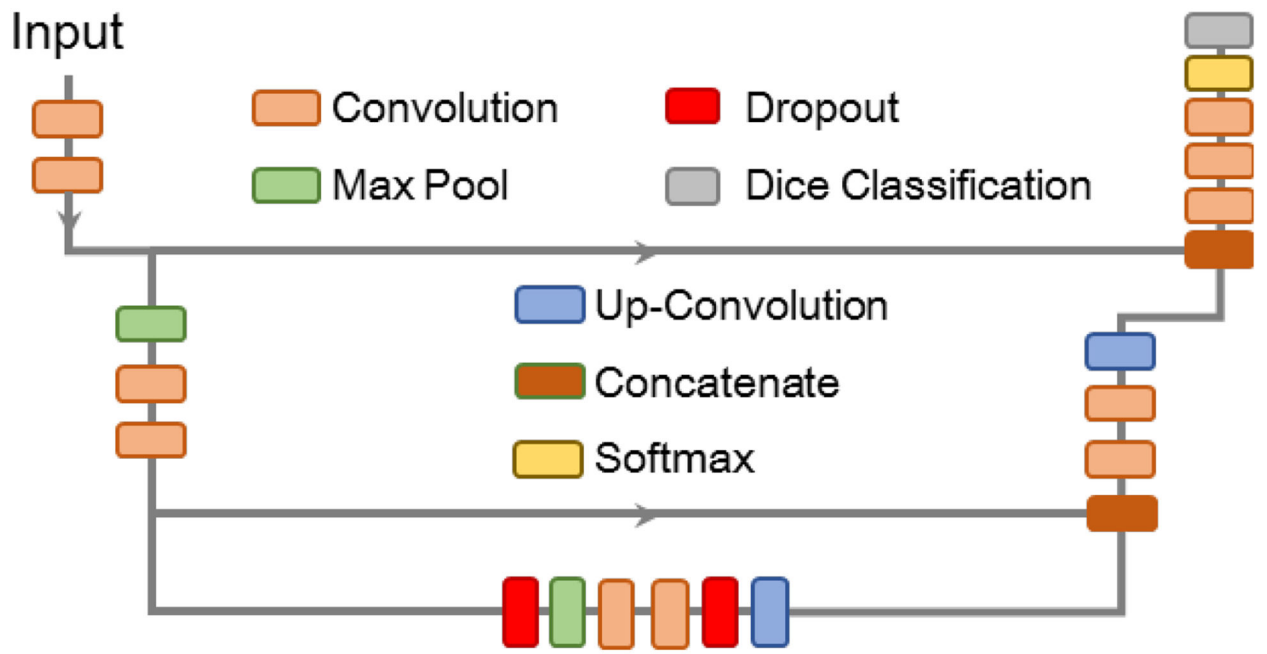 Input
Convolution
Dropout
Max Pool
Dice Classification
Up-Convolution
Concatenate
Softmax